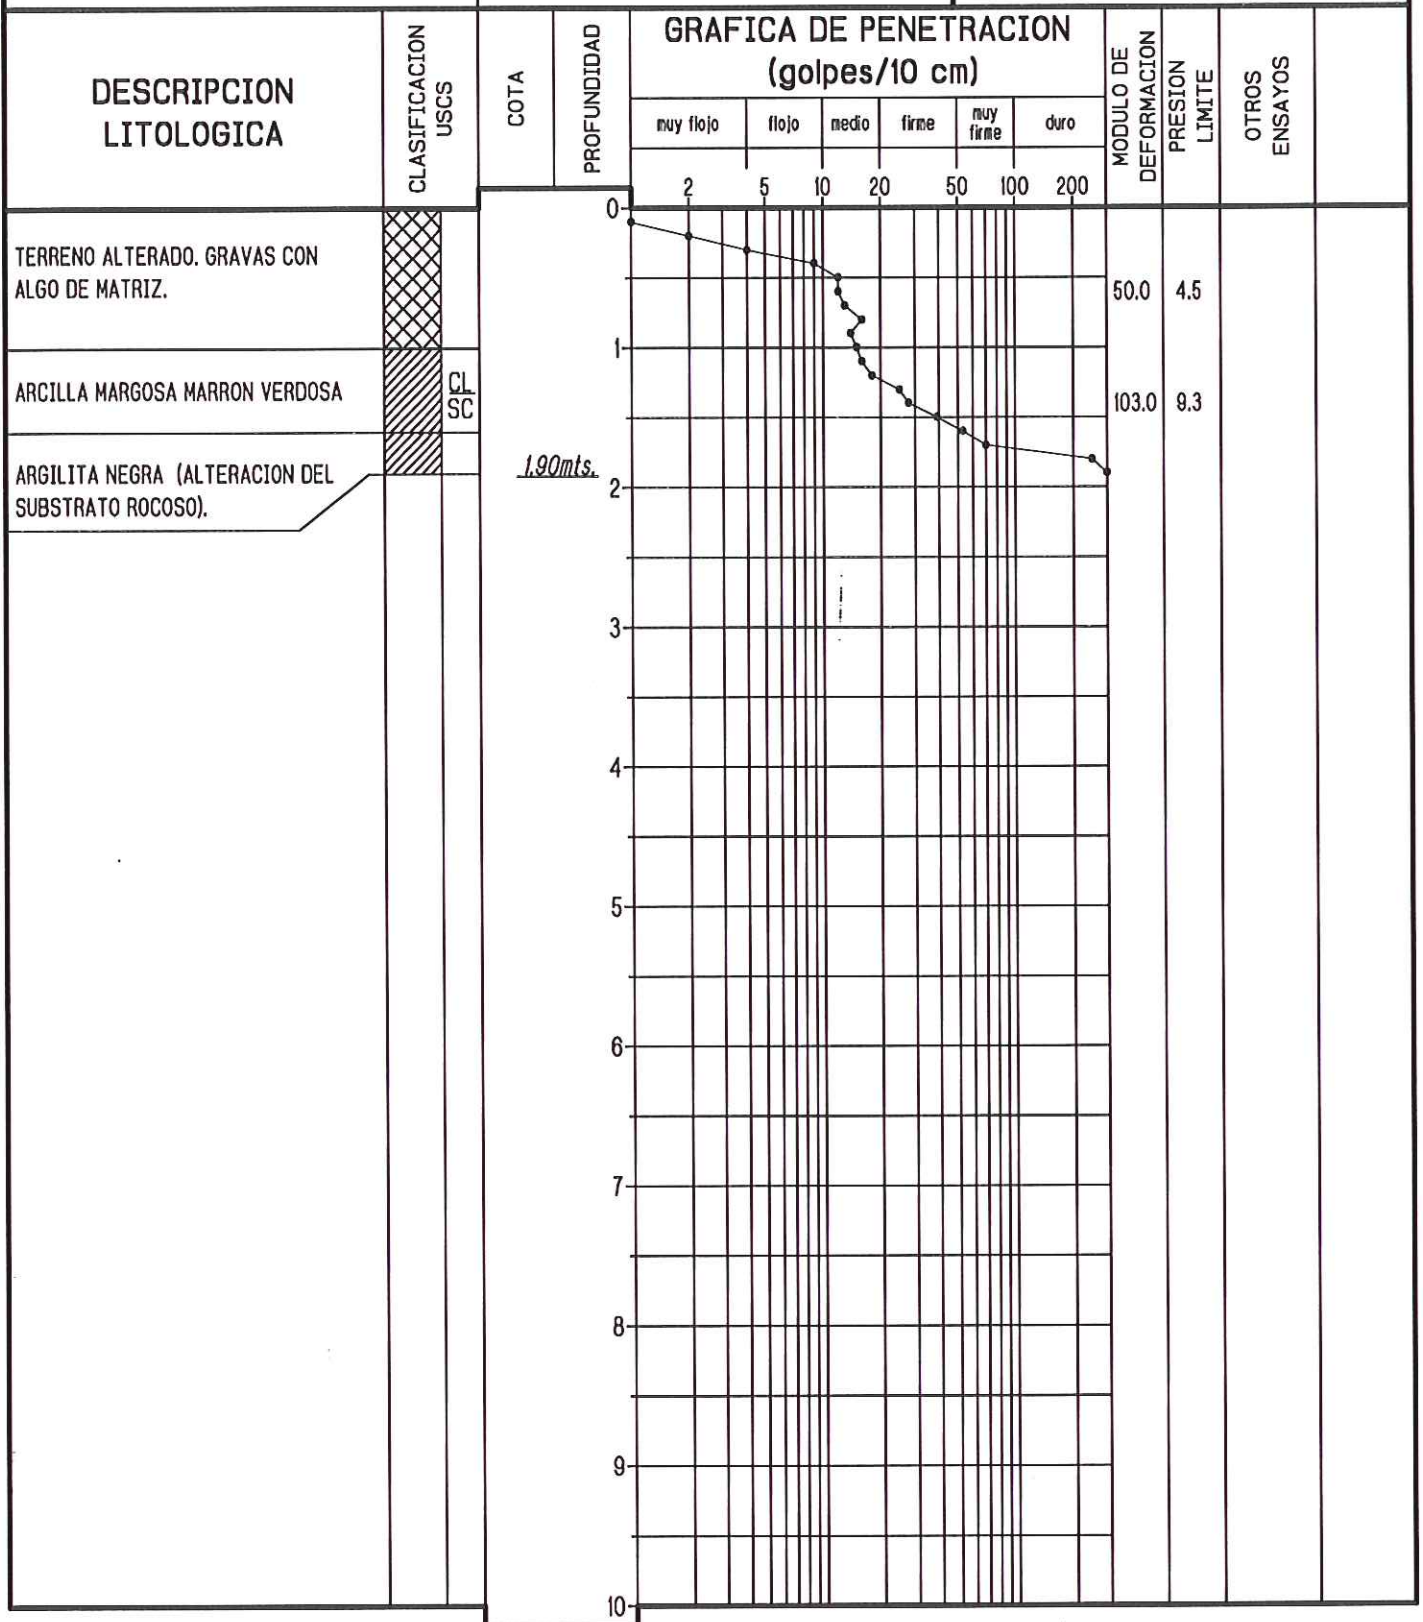 DESCRIPCION
LITOLOGICA
CLASIFICACION
USCS
COTA
PROFUNDIDAD
GRAFICA DE PENETRACION
(golpes/10 cm)
muy flojo
flojo
medio
firme
muy
firme
duro
2
5
10
20
50
100
200
MODULO DE
DEFORMACION
PRESION
LIMITE
OTROS
ENSAYOS
0
TERRENO ALTERADO. GRAVAS CON
ALGO DE MATRIZ.
50.0
4.5
1
ARCILLA MARGOSA MARRON VERDOSA
CL
SC
103.0
9.3
ARGILITA NEGRA (ALTERACION DEL
SUBSTRATO ROCOSO).
1.90mts.
2
3
4
5
6
7
8
9
10